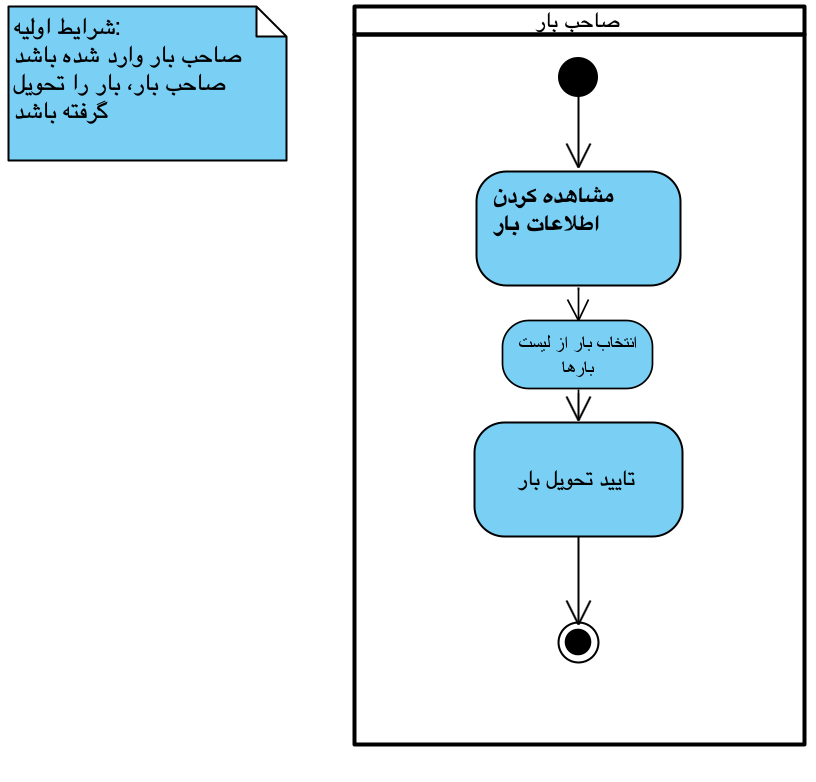 شرایط اولیه:
صاحب بار وارد شده باشد
صاحب بار، بار را تحویل
گرفته باشد
صاحب بار
مشاهده کردن
اطلاعات بار
انتخاب بار از لیست
بارها
تایید تحویل بار